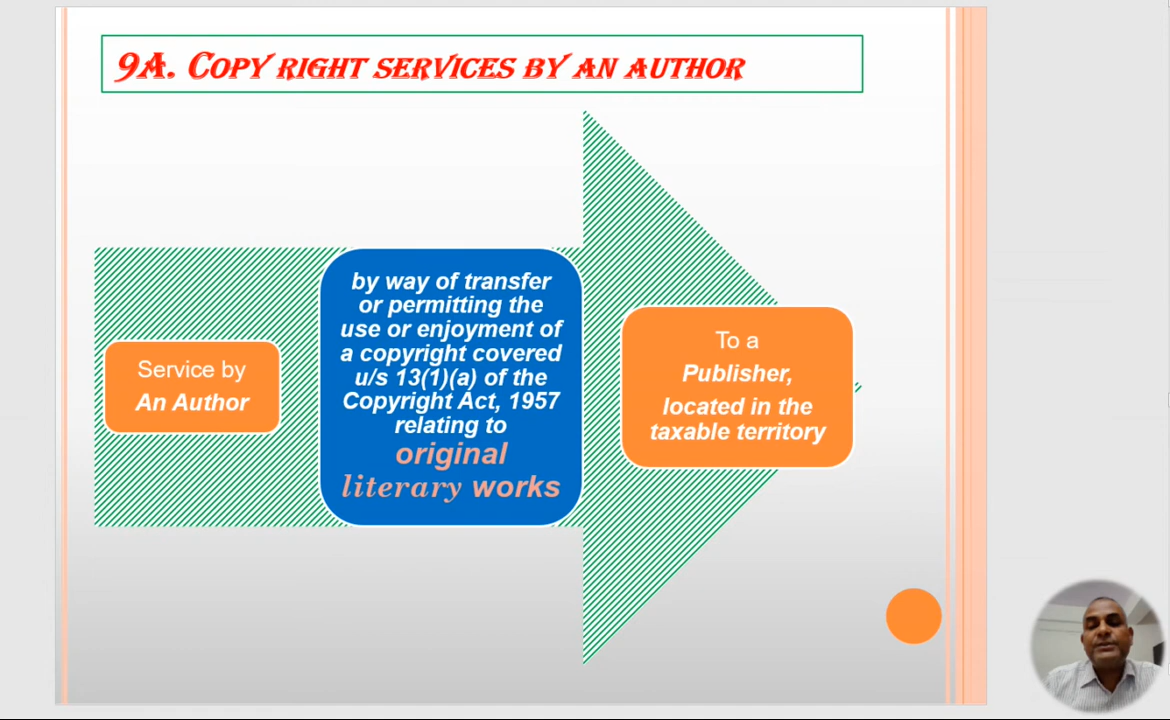 9A. Copy right services by an author
Service by
An Author
by way of transfer
or permitting the
use or enjoyment of
a copyright covered
u/s 13(1)(a) of the
Copyright Act, 1957
relating to
original
literary works
To a
Publisher,
located in the
taxable territory